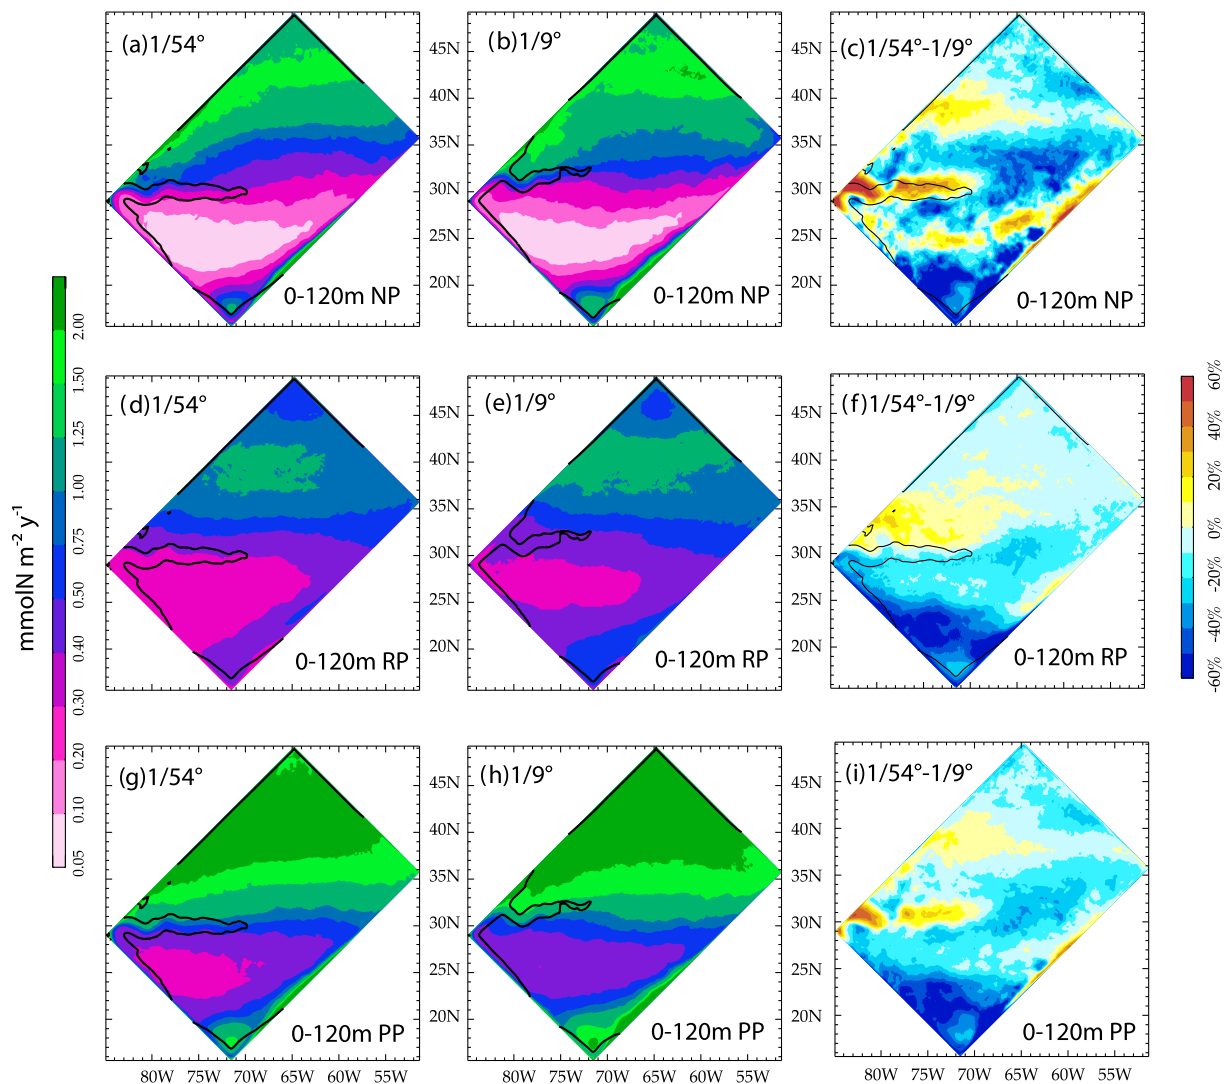 (a)1/54°
(b)1/9°
(c)1/54°-1/9°
45N
45N
40N
40N
35N
35N
30N
30N
25N
25N
20N
20N
0-120m NP
0-120m NP
0-120m NP
(d)1/54°
(e)1/9°
(f)1/54°-1/9°
45N
45N
40N
40N
35N
35N
30N
30N
25N
25N
20N
20N
0-120m RP
0-120m RP
0-120m RP
mmolN m⁻² y⁻¹
2.00
1.50
1.25
1.00
0.75
0.50
0.40
0.30
0.20
0.10
0.05
60%
40%
20%
0%
-20%
-40%
-60%
(g)1/54°
(h)1/9°
(i)1/54°-1/9°
45N
45N
40N
40N
35N
35N
30N
30N
25N
25N
20N
20N
0-120m PP
0-120m PP
0-120m PP
80W 75W 70W 65W 55W
80W 75W 70W 65W 55W
80W 75W 70W 65W 60W 55W